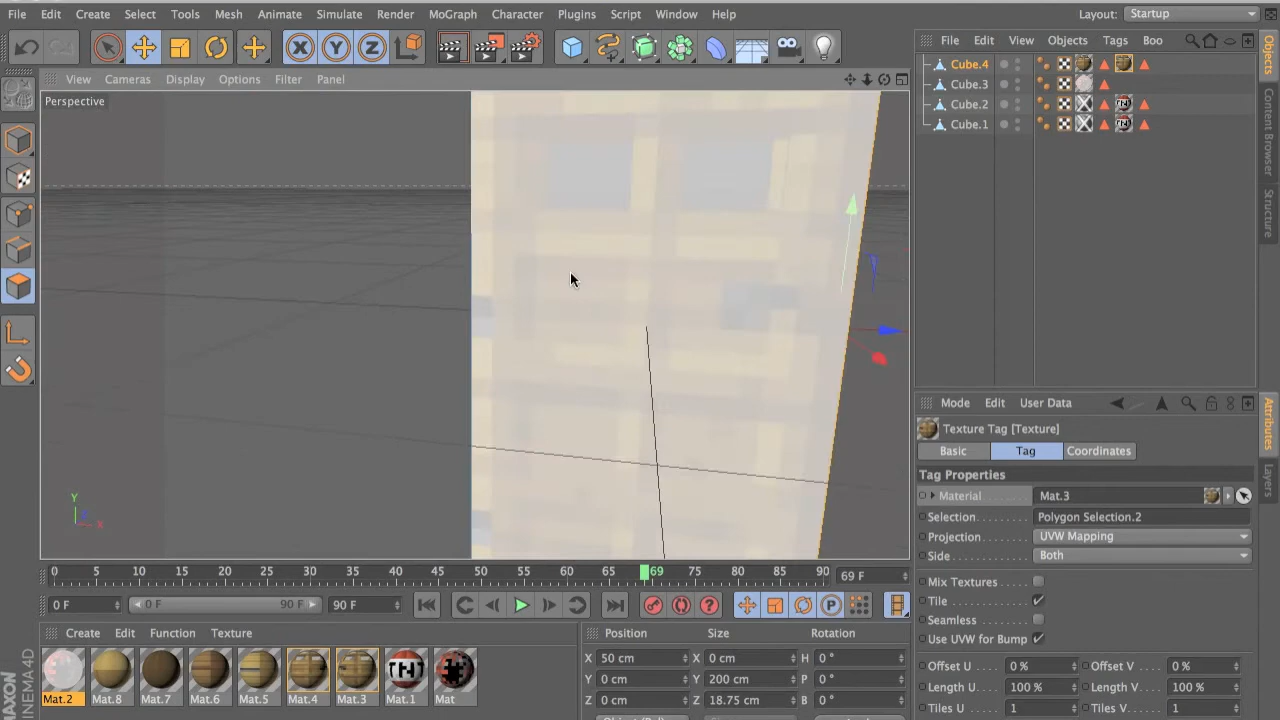 File Edit Create Select Tools Mesh Animate Simulate Render MoGraph Character Plugins Script Window Help Layout: Startup
X Y Z
File Edit View Objects Tags Boo
View Cameras Display Options Filter Panel
Perspective
Cube.4
Cube.3
Cube.2
Cube.1
Objects
Content Browser
Structure
Mode Edit User Data
Texture Tag [Texture]
Basic Tag Coordinates
Tag Properties
Material Mat.3
Selection Polygon Selection.2
Projection UVW Mapping
Side Both
Mix Textures
Tile
Seamless
Use UVW for Bump
Offset U 0 % Offset V 0 %
Length U 100 % Length V 100 %
Tiles U 1 Tiles V 1
Attributes
Layers
Y
X
0 5 10 15 20 25 30 35 40 45 50 55 60 65 69 75 80 85 90 69 F
0 F 0 F 90 F 90 F
P
Create Edit Function Texture
Mat.2 Mat.8 Mat.7 Mat.6 Mat.5 Mat.4 Mat.3 Mat.1 Mat
Position Size Rotation
X 50 cm X 0 cm H 0 °
Y 0 cm Y 200 cm P 0 °
Z 0 cm Z 18.75 cm B 0 °
MAXON
CINEMA 4D